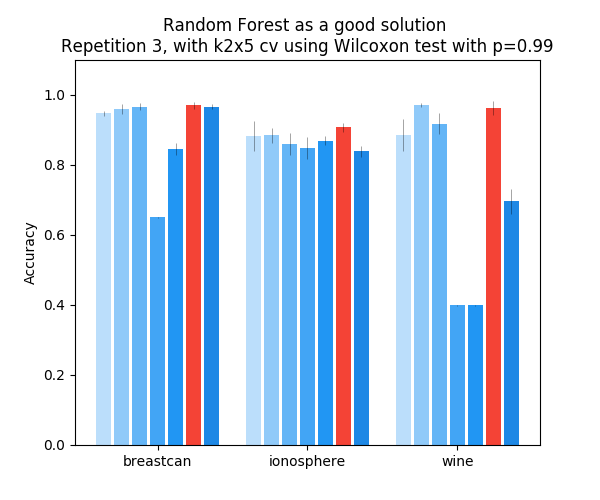 Random Forest as a good solution
Repetition 3, with k2x5 cv using Wilcoxon test with p=0.99
1.0
0.8
0.6
0.4
0.2
0.0
Accuracy
breastcan ionosphere wine